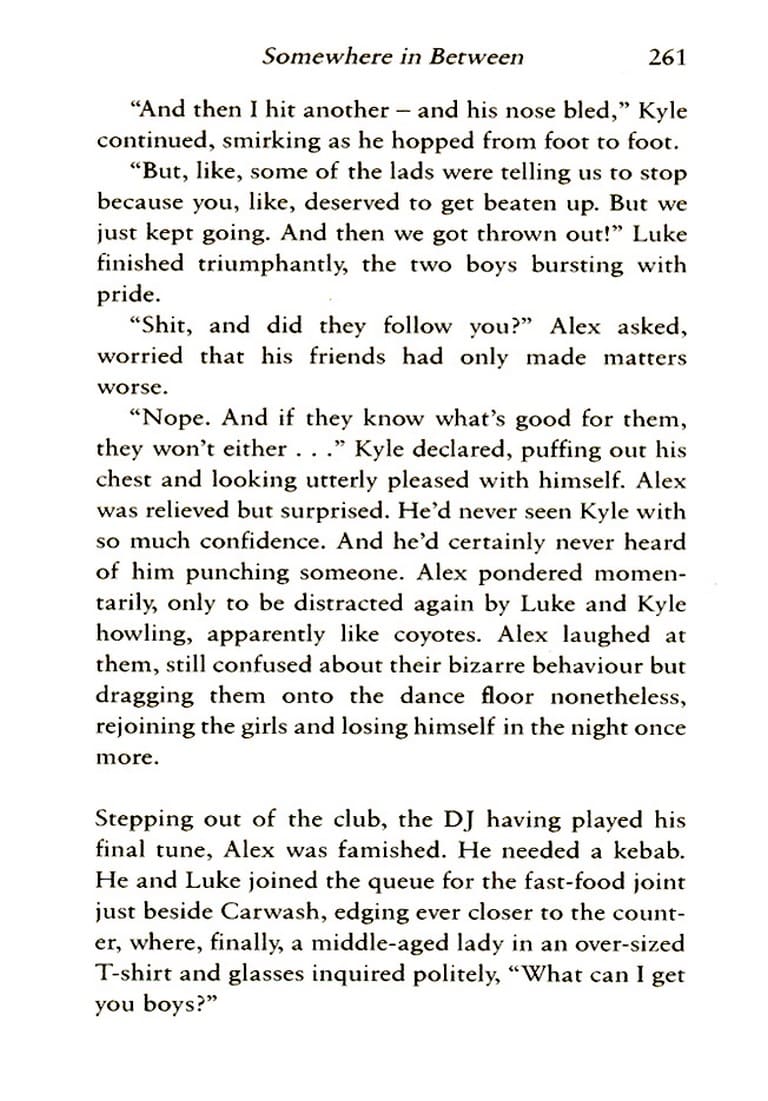 Somewhere in Between 261
“And then I hit another – and his nose bled,” Kyle
continued, smirking as he hopped from foot to foot.
“But, like, some of the lads were telling us to stop
because you, like, deserved to get beaten up. But we
just kept going. And then we got thrown out!” Luke
finished triumphantly, the two boys bursting with
pride.
“Shit, and did they follow you?” Alex asked,
worried that his friends had only made matters
worse.
“Nope. And if they know what’s good for them,
they won’t either . . .” Kyle declared, puffing out his
chest and looking utterly pleased with himself. Alex
was relieved but surprised. He’d never seen Kyle with
so much confidence. And he’d certainly never heard
of him punching someone. Alex pondered momen-
tarily, only to be distracted again by Luke and Kyle
howling, apparently like coyotes. Alex laughed at
them, still confused about their bizarre behaviour but
dragging them onto the dance floor nonetheless,
rejoining the girls and losing himself in the night once
more.
Stepping out of the club, the DJ having played his
final tune, Alex was famished. He needed a kebab.
He and Luke joined the queue for the fast-food joint
just beside Carwash, edging ever closer to the count-
er, where, finally, a middle-aged lady in an over-sized
T-shirt and glasses inquired politely, “What can I get
you boys?”